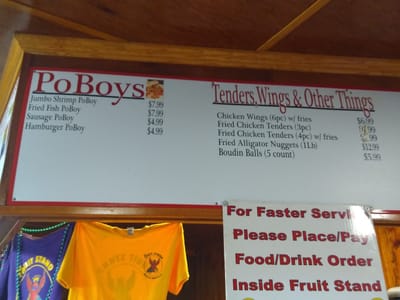 PoBoys
Jumbo Shrimp PoBoy $7.99
Fried Fish PoBoy $7.99
Sausage PoBoy $4.99
Hamburger PoBoy $4.99
Tenders, Wings & Other Things
Chicken Wings (6pc) w/ fries $6.99
Fried Chicken Tenders (3pc)
Fried Chicken Tenders (4pc) w/ fries
Fried Alligator Nuggets (1Lb) $12.99
Boudin Balls (5 count) $5.99
For Faster Service
Please Place/Pay
Food/Drink Order
Inside Fruit Stand
FRUIT STAND